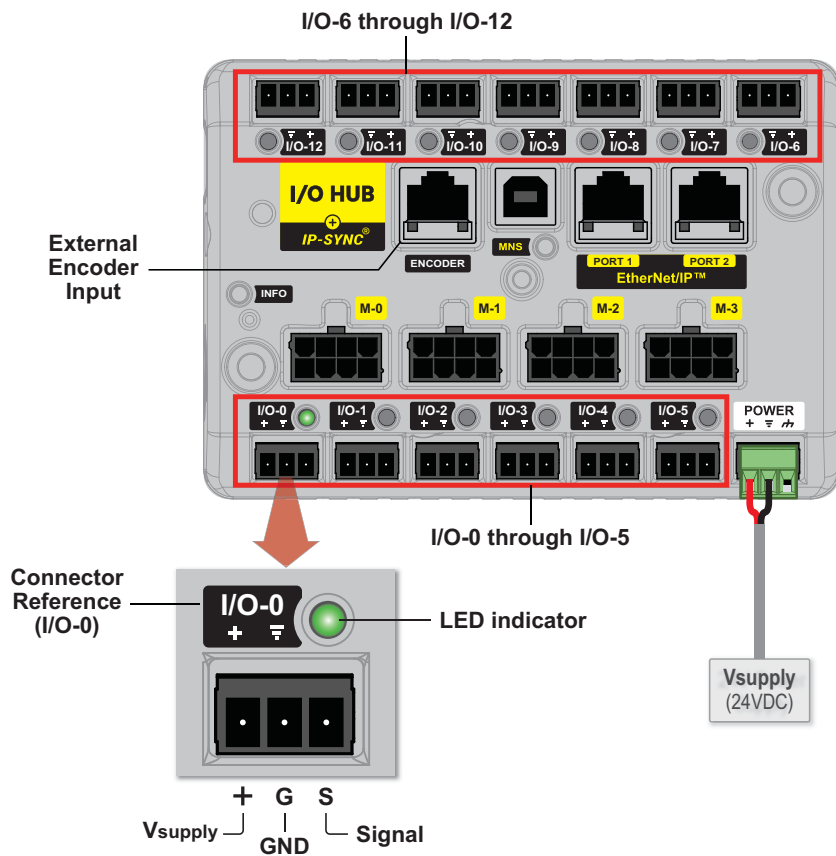 I/O-6 through I/O-12
I/O-12 I/O-11 I/O-10 I/O-9 I/O-8 I/O-7 I/O-6
I/O HUB
IP-SYNC®
External
Encoder
Input
ENCODER
MNS
PORT 1 PORT 2
EtherNet/IP™
INFO
M-0 M-1 M-2 M-3
I/O-0 I/O-1 I/O-2 I/O-3 I/O-4 I/O-5
POWER
I/O-0 through I/O-5
Connector
Reference
(I/O-0)
I/O-0
LED indicator
Vsupply
(24VDC)
+ G S
Vsupply
GND
Signal